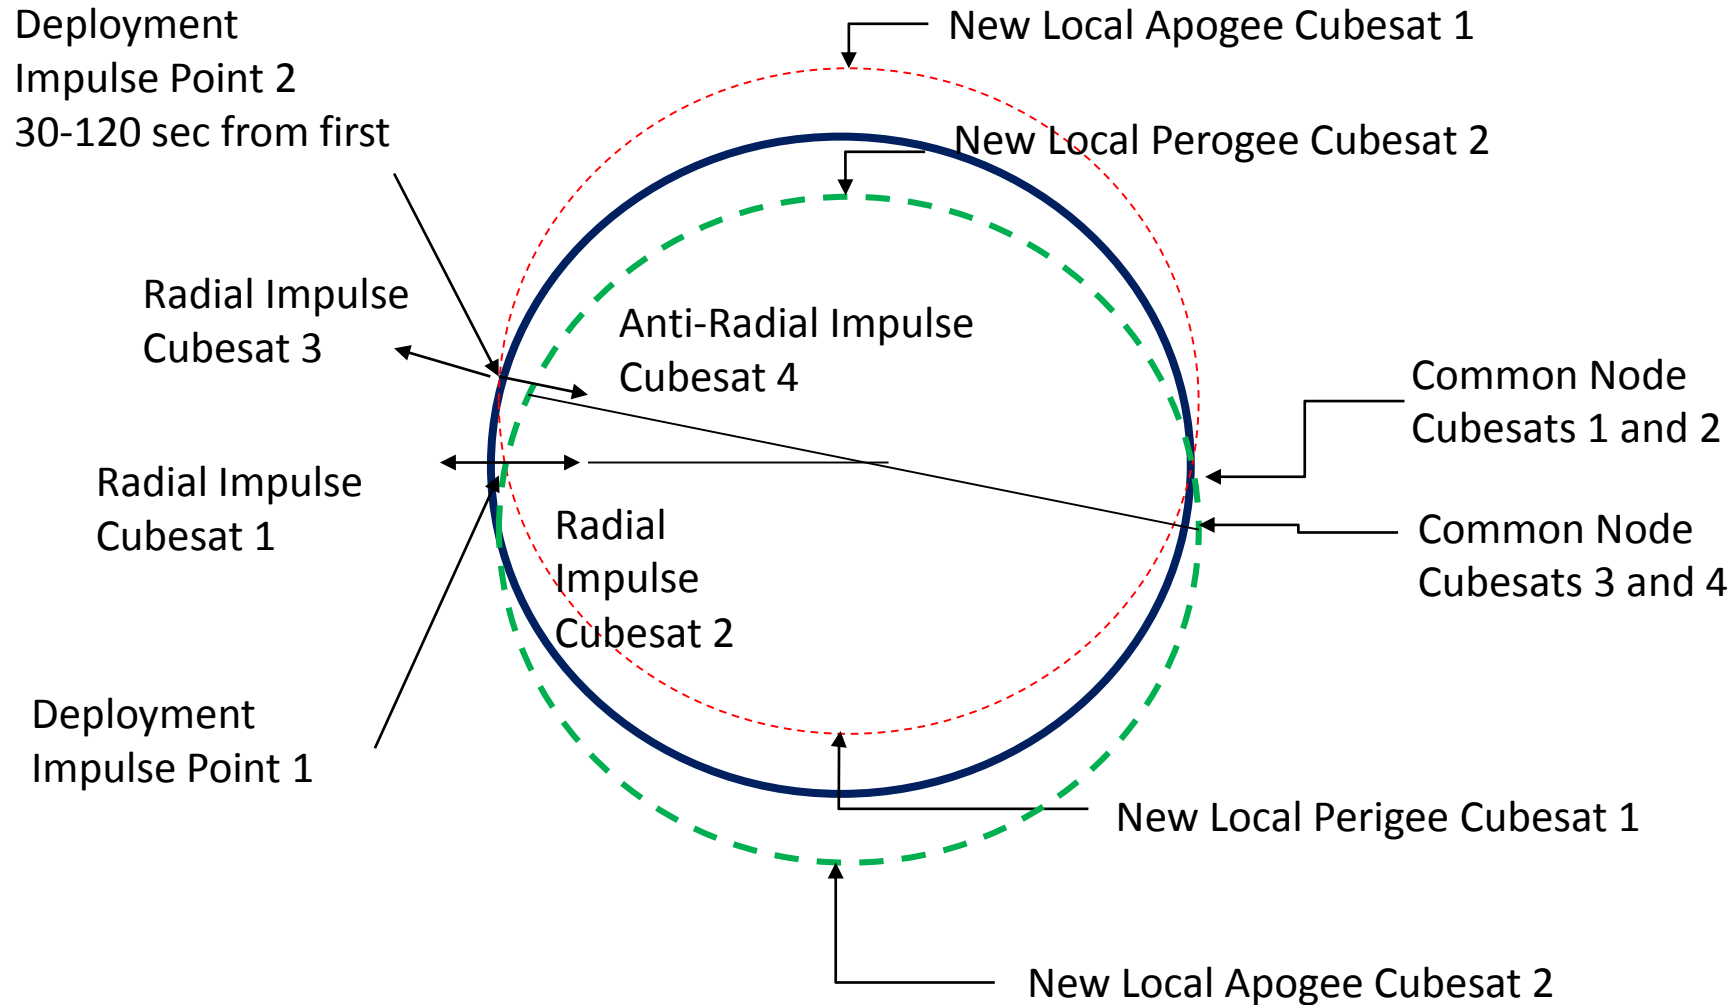 Deployment
Impulse Point 2
30-120 sec from first
New Local Apogee Cubesat 1
New Local Perogee Cubesat 2
Radial Impulse
Cubesat 3
Anti-Radial Impulse
Cubesat 4
Common Node
Cubesats 1 and 2
Radial Impulse
Cubesat 1
Radial
Impulse
Cubesat 2
Common Node
Cubesats 3 and 4
Deployment
Impulse Point 1
New Local Perigee Cubesat 1
New Local Apogee Cubesat 2